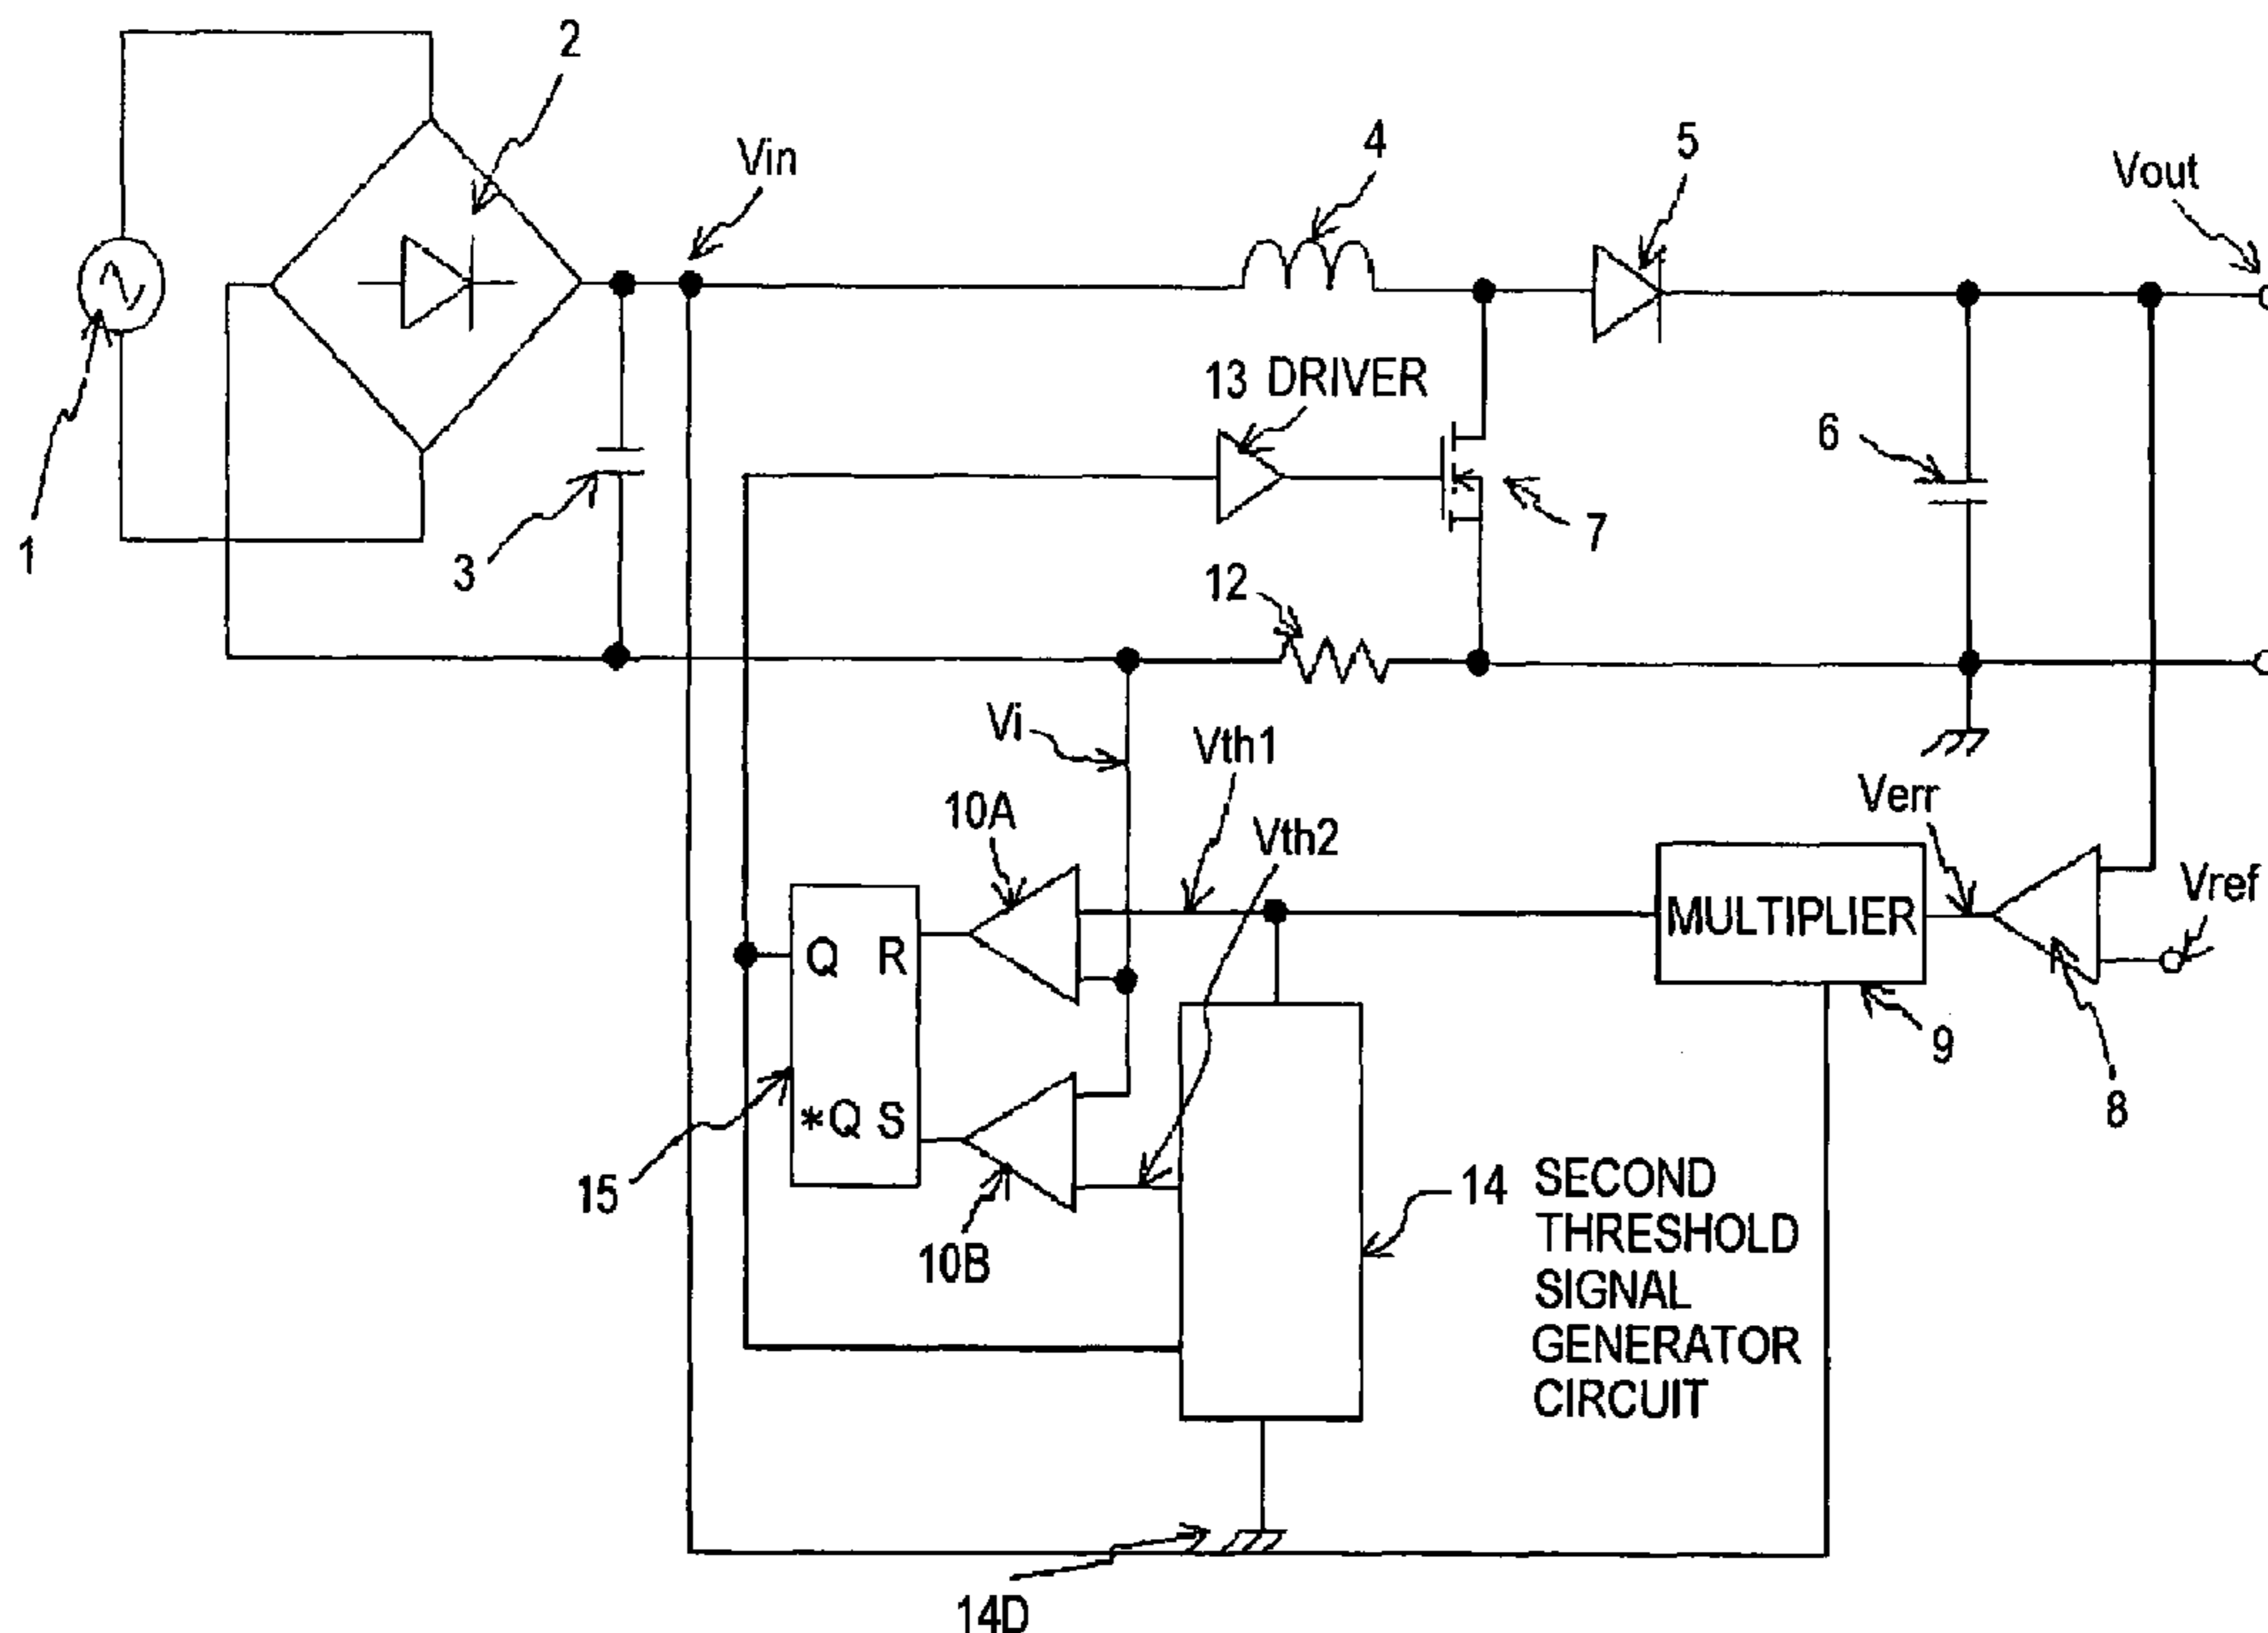 2
Vin
4
5
Vout
13 DRIVER
6
1
3
7
12
Vi
Vth1
10A
Vth2
Verr
Vref
MULTIPLIER
Q R
9
8
*Q S
15
10B
14 SECOND
THRESHOLD
SIGNAL
GENERATOR
CIRCUIT
14D